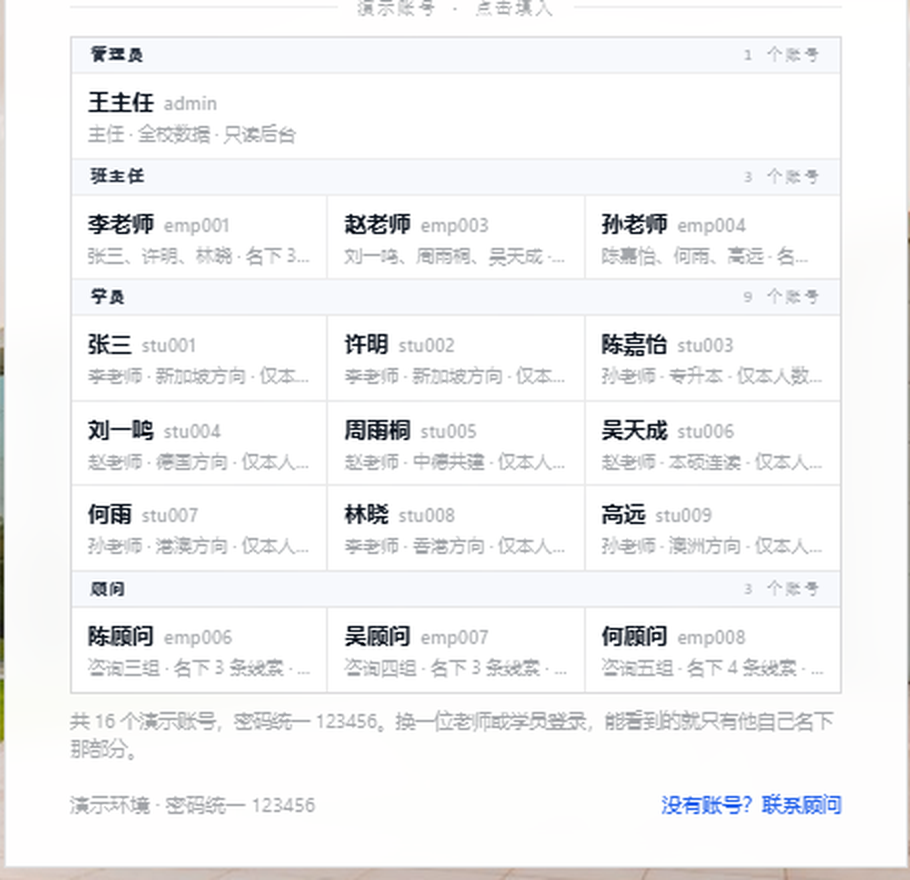 演示账号 · 点击填入
管理员 1 个账号
王主任 admin
主任 · 全校数据 · 只读后台
班主任 3 个账号
李老师 emp001 赵老师 emp003 孙老师 emp004
张三、许明、林晓 · 名下 3... 刘一鸣、周雨桐、吴天成 ·... 陈嘉怡、何雨、高远 · 名...
学员 9 个账号
张三 stu001 许明 stu002 陈嘉怡 stu003
李老师 · 新加坡方向 · 仅本... 李老师 · 新加坡方向 · 仅本... 孙老师 · 专升本 · 仅本人数...
刘一鸣 stu004 周雨桐 stu005 吴天成 stu006
赵老师 · 德国方向 · 仅本人... 赵老师 · 中德共建 · 仅本人... 赵老师 · 本硕连读 · 仅本人...
何雨 stu007 林晓 stu008 高远 stu009
孙老师 · 港澳方向 · 仅本人... 李老师 · 香港方向 · 仅本人... 孙老师 · 澳洲方向 · 仅本人...
顾问 3 个账号
陈顾问 emp006 吴顾问 emp007 何顾问 emp008
咨询三组 · 名下 3 条线索 · ... 咨询四组 · 名下 3 条线索 · ... 咨询五组 · 名下 4 条线索 · ...
共 16 个演示账号，密码统一 123456。换一位老师或学员登录，能看到的就只有他自己名下
那部分。
演示环境 · 密码统一 123456 没有账号？联系顾问